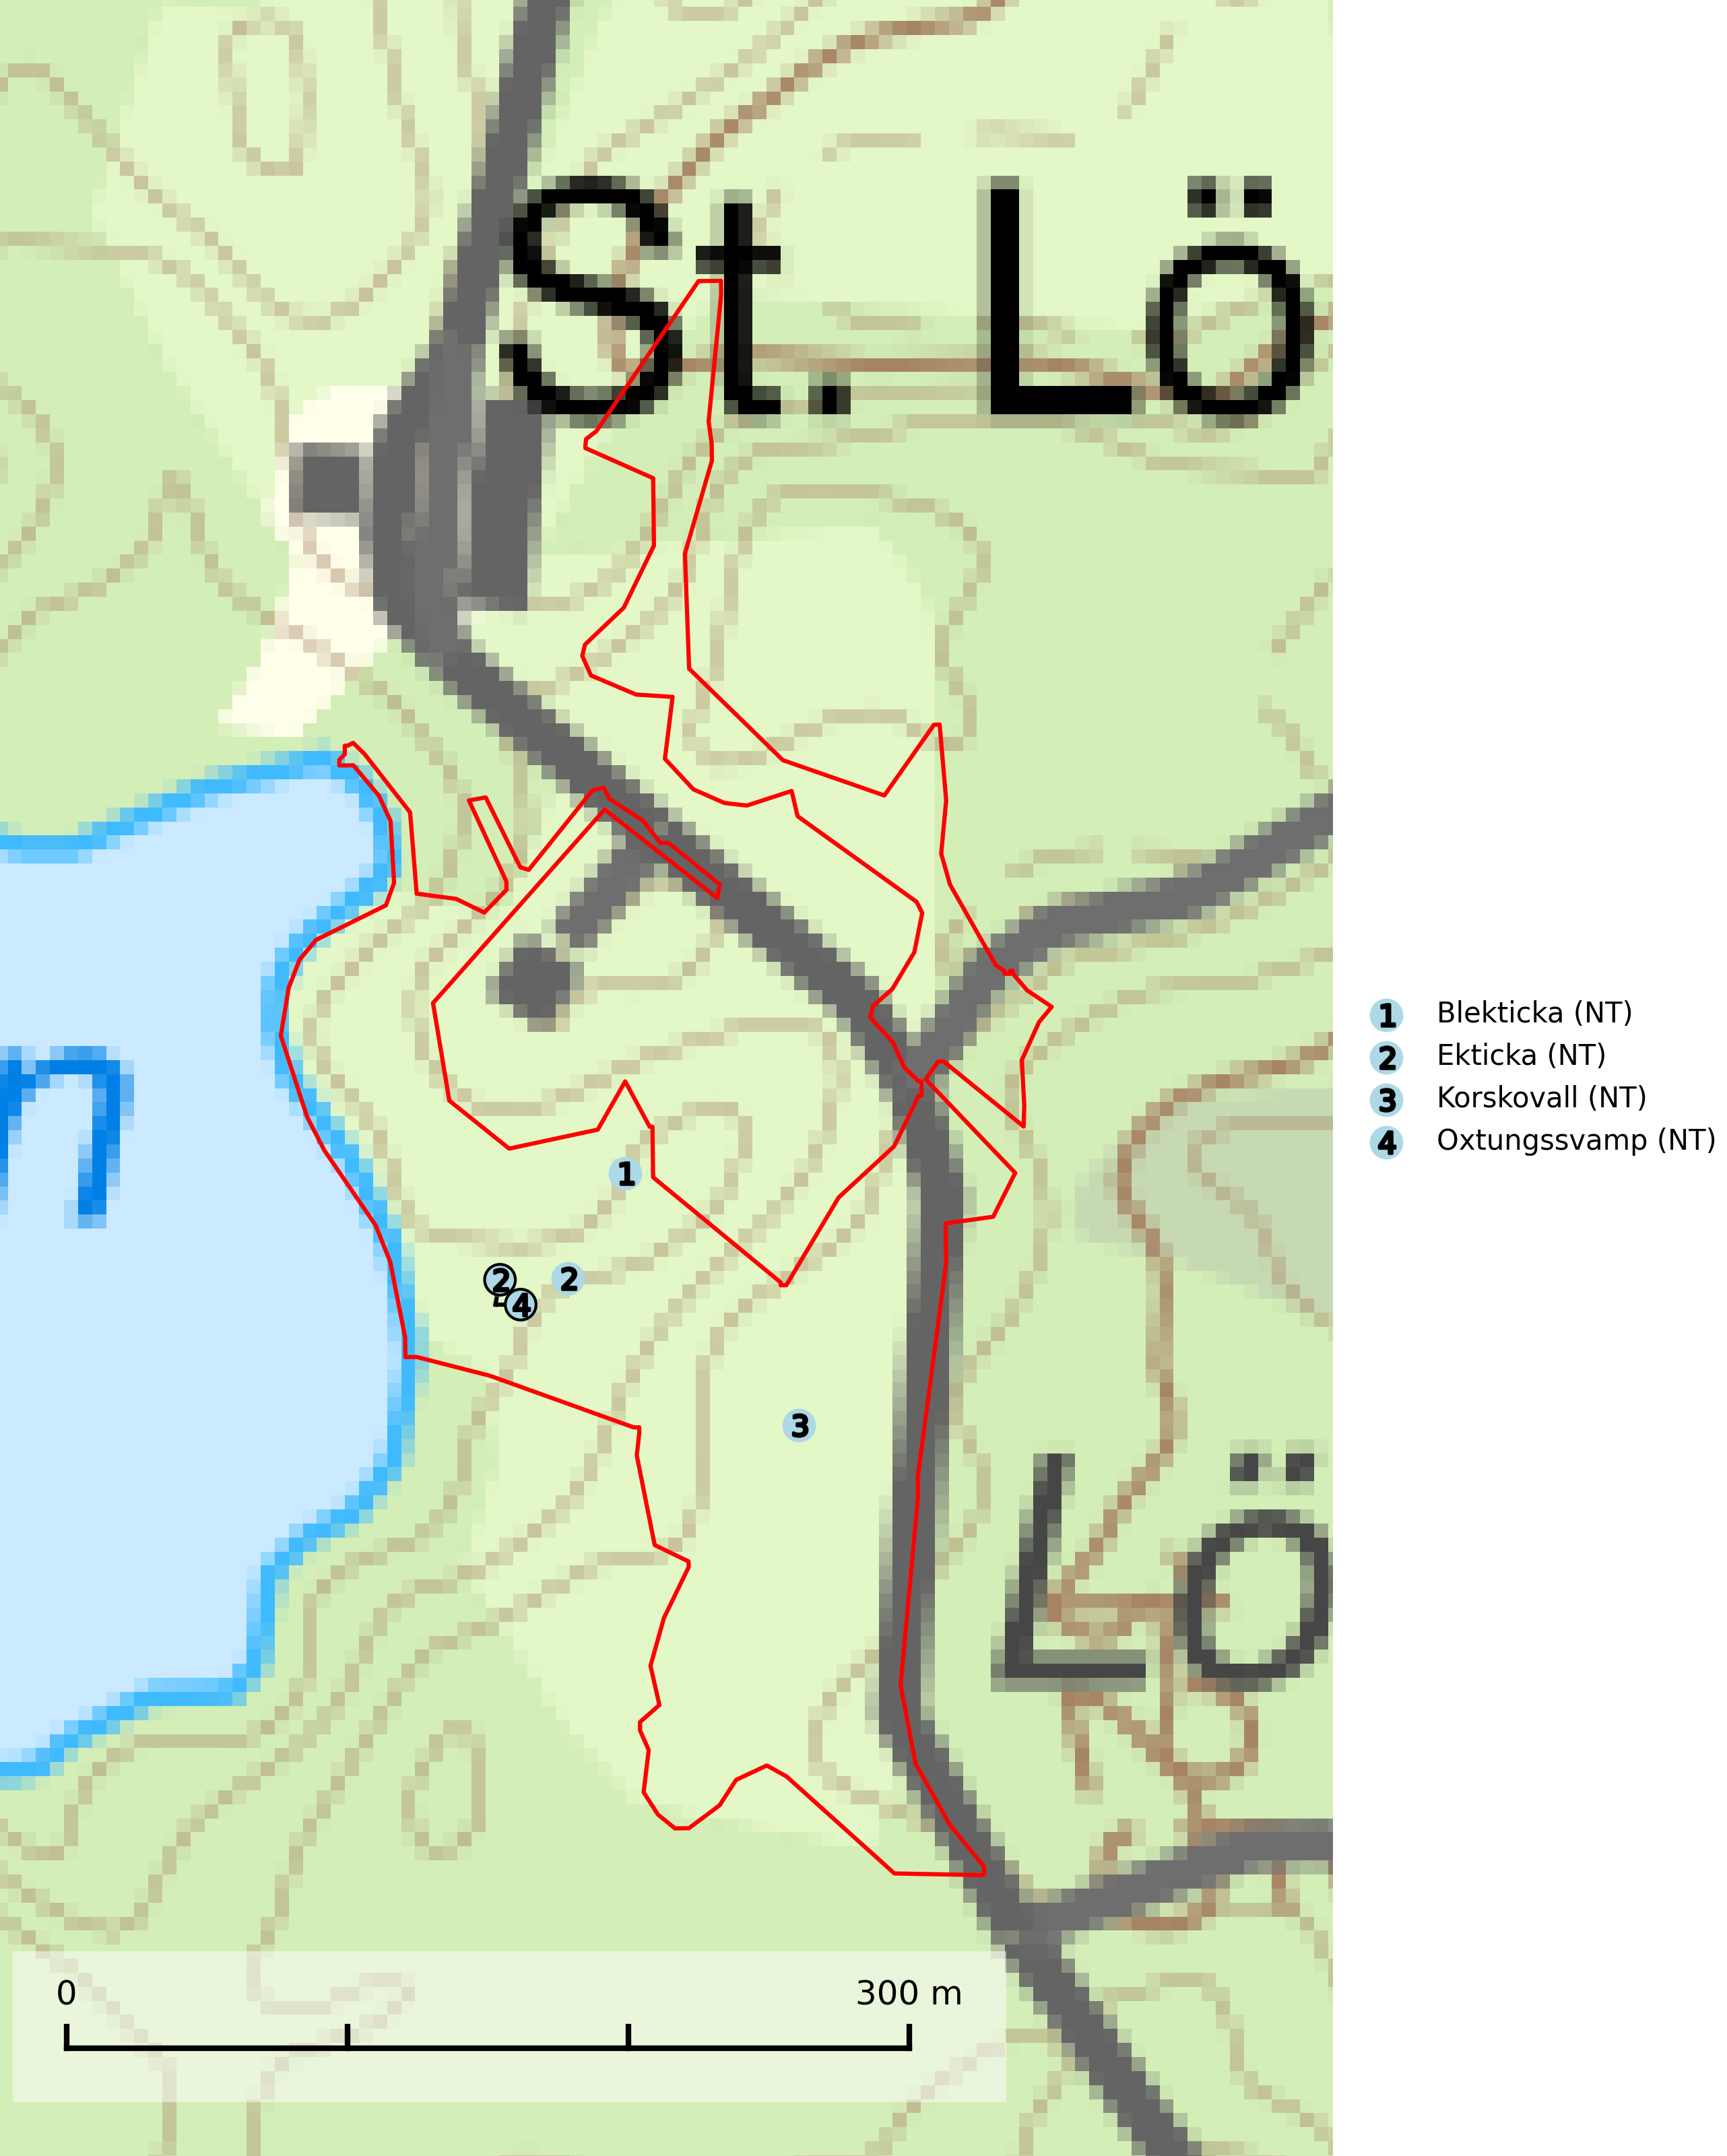 St. Lö
n
1
2
2
4
3
Lö
0 300 m
1 Blekticka (NT)
2 Ekticka (NT)
3 Korskovall (NT)
4 Oxtungssvamp (NT)